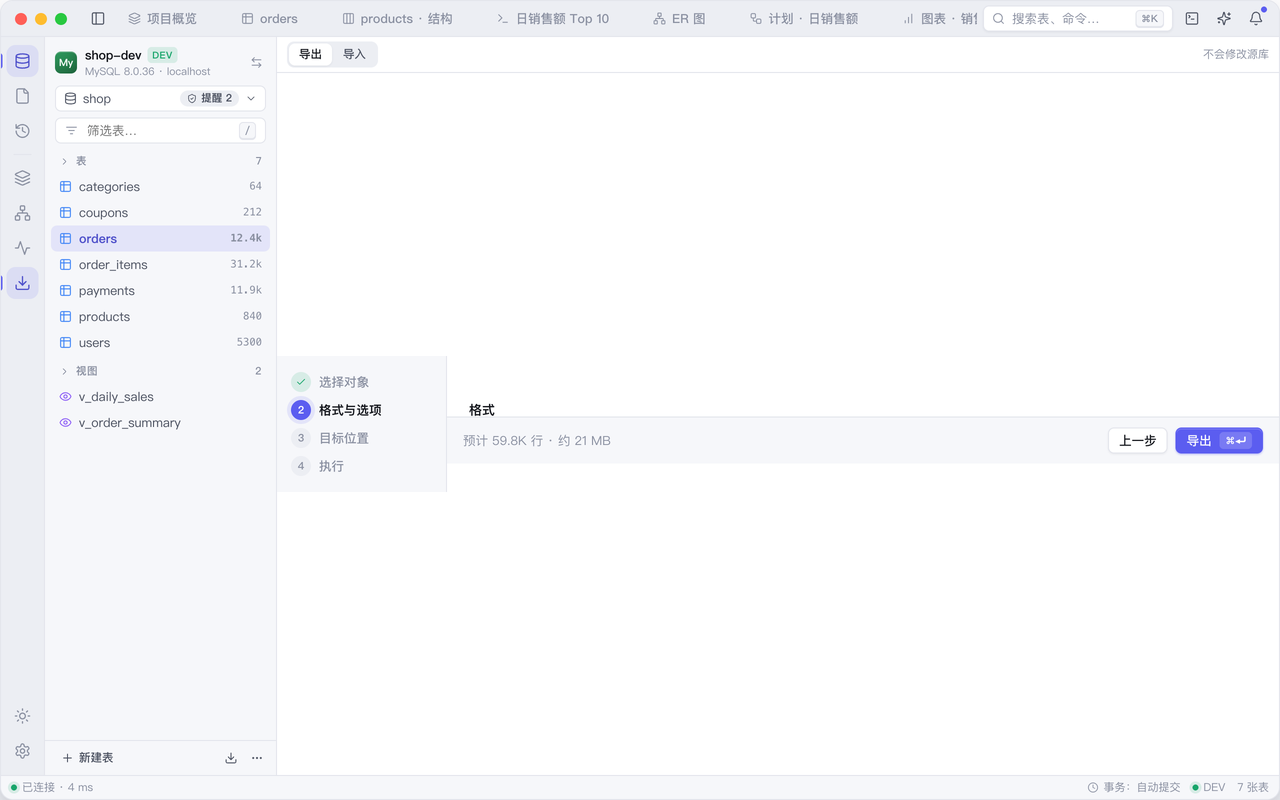 项目概览
orders
products · 结构
日销售额 Top 10
ER 图
计划 · 日销售额
图表 · 销
搜索表、命令…
⌘K
My
shop-dev
DEV
MySQL 8.0.36 · localhost
导出
导入
不会修改源库
shop
提醒 2
筛选表…
/
表
7
categories
64
coupons
212
orders
12.4k
order_items
31.2k
payments
11.9k
products
840
users
5300
视图
2
v_daily_sales
v_order_summary
选择对象
2
格式与选项
3
目标位置
4
执行
格式
预计 59.8K 行 · 约 21 MB
上一步
导出
⌘↵
新建表
已连接 · 4 ms
事务: 自动提交
DEV
7 张表